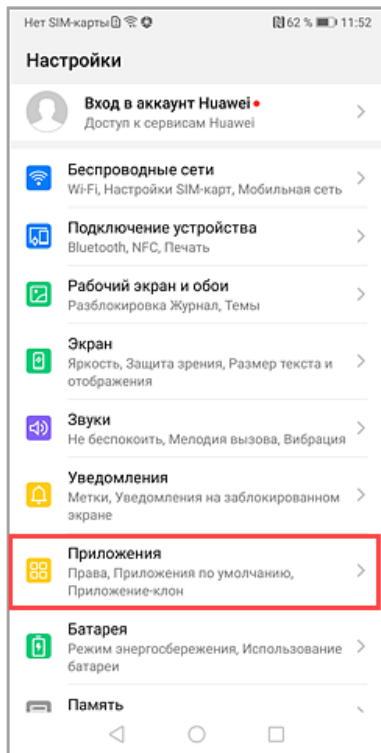 Нет SIM-карты 62 % 11:52
Настройки
Вход в аккаунт Huawei
Доступ к сервисам Huawei
Беспроводные сети
Wi-Fi, Настройки SIM-карт, Мобильная сеть
Подключение устройства
Bluetooth, NFC, Печать
Рабочий экран и обои
Разблокировка Журнал, Темы
Экран
Яркость, Защита зрения, Размер текста и
отображения
Звуки
Не беспокоить, Мелодия вызова, Вибрация
Уведомления
Метки, Уведомления на заблокированном
экране
Приложения
Права, Приложения по умолчанию,
Приложение-клон
Батарея
Режим энергосбережения, Использование
батареи
Память